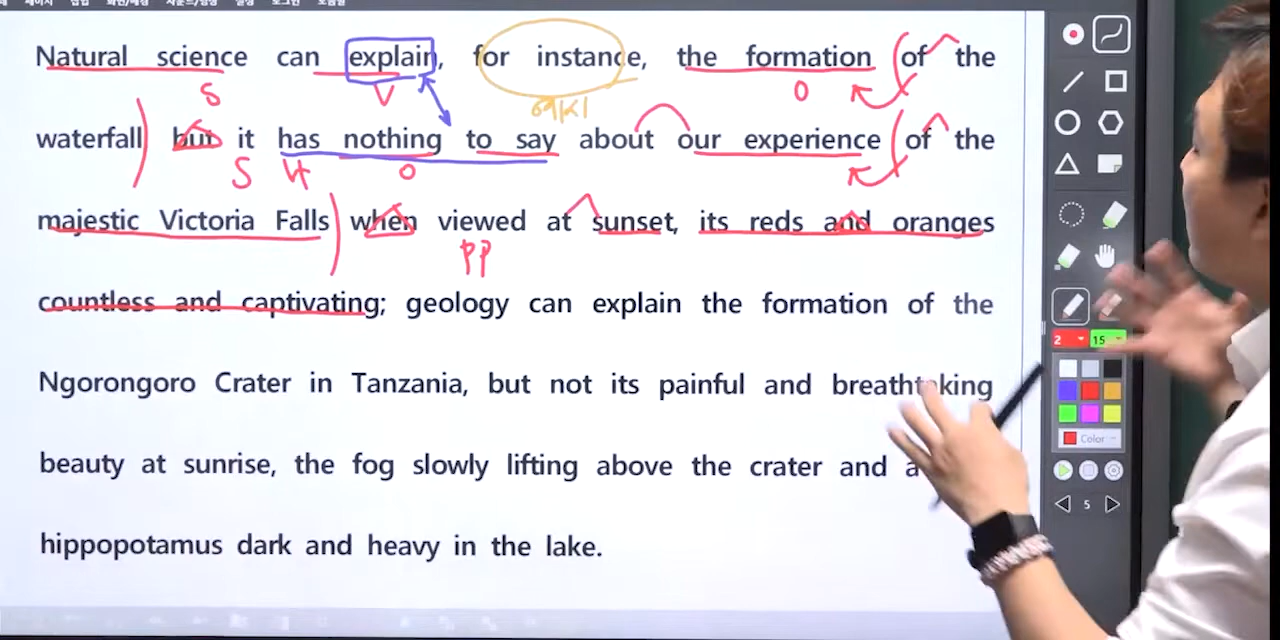 Natural science can explain, for instance, the formation (of the
S V O
예시
waterfall) but it has nothing to say about our experience (of the
S V O
majestic Victoria Falls) when viewed at sunset, its reds and oranges
PP
countless and captivating; geology can explain the formation of the
Ngorongoro Crater in Tanzania, but not its painful and breathtaking
beauty at sunrise, the fog slowly lifting above the crater and a
hippopotamus dark and heavy in the lake.
2 15
Color
5